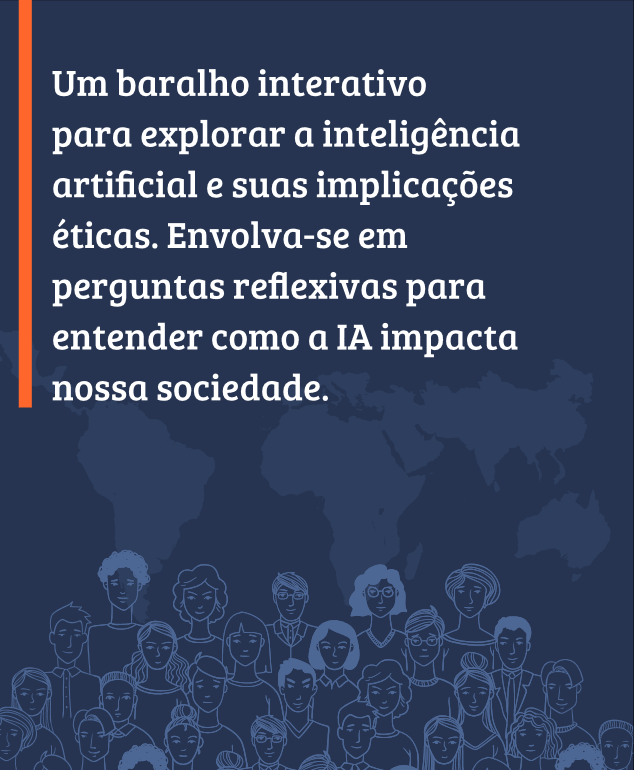 Um baralho interativo
para explorar a inteligência
artificial e suas implicações
éticas. Envolva-se em
perguntas reflexivas para
entender como a IA impacta
nossa sociedade.